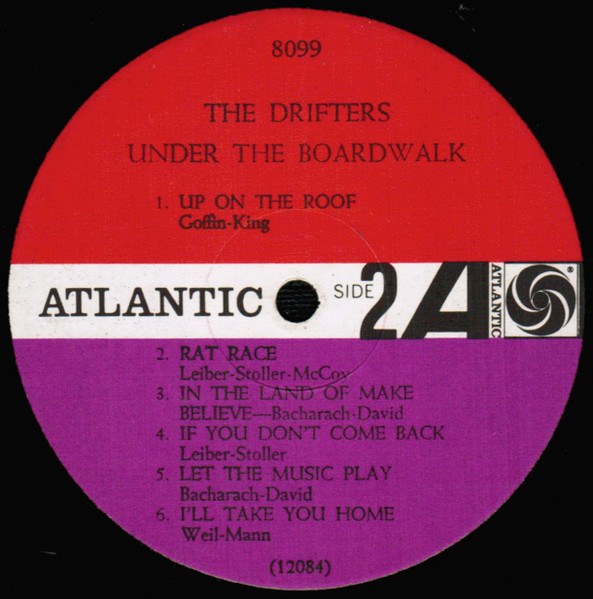 8099
THE DRIFTERS
UNDER THE BOARDWALK
1. UP ON THE ROOF
Goffin-King
ATLANTIC
SIDE 2
A
ATLANTIC
®
2. RAT RACE
Leiber-Stoller-McCoy
3. IN THE LAND OF MAKE
BELIEVE—Bacharach-David
4. IF YOU DON'T COME BACK
Leiber-Stoller
5. LET THE MUSIC PLAY
Bacharach-David
6. I'LL TAKE YOU HOME
Weil-Mann
(12084)